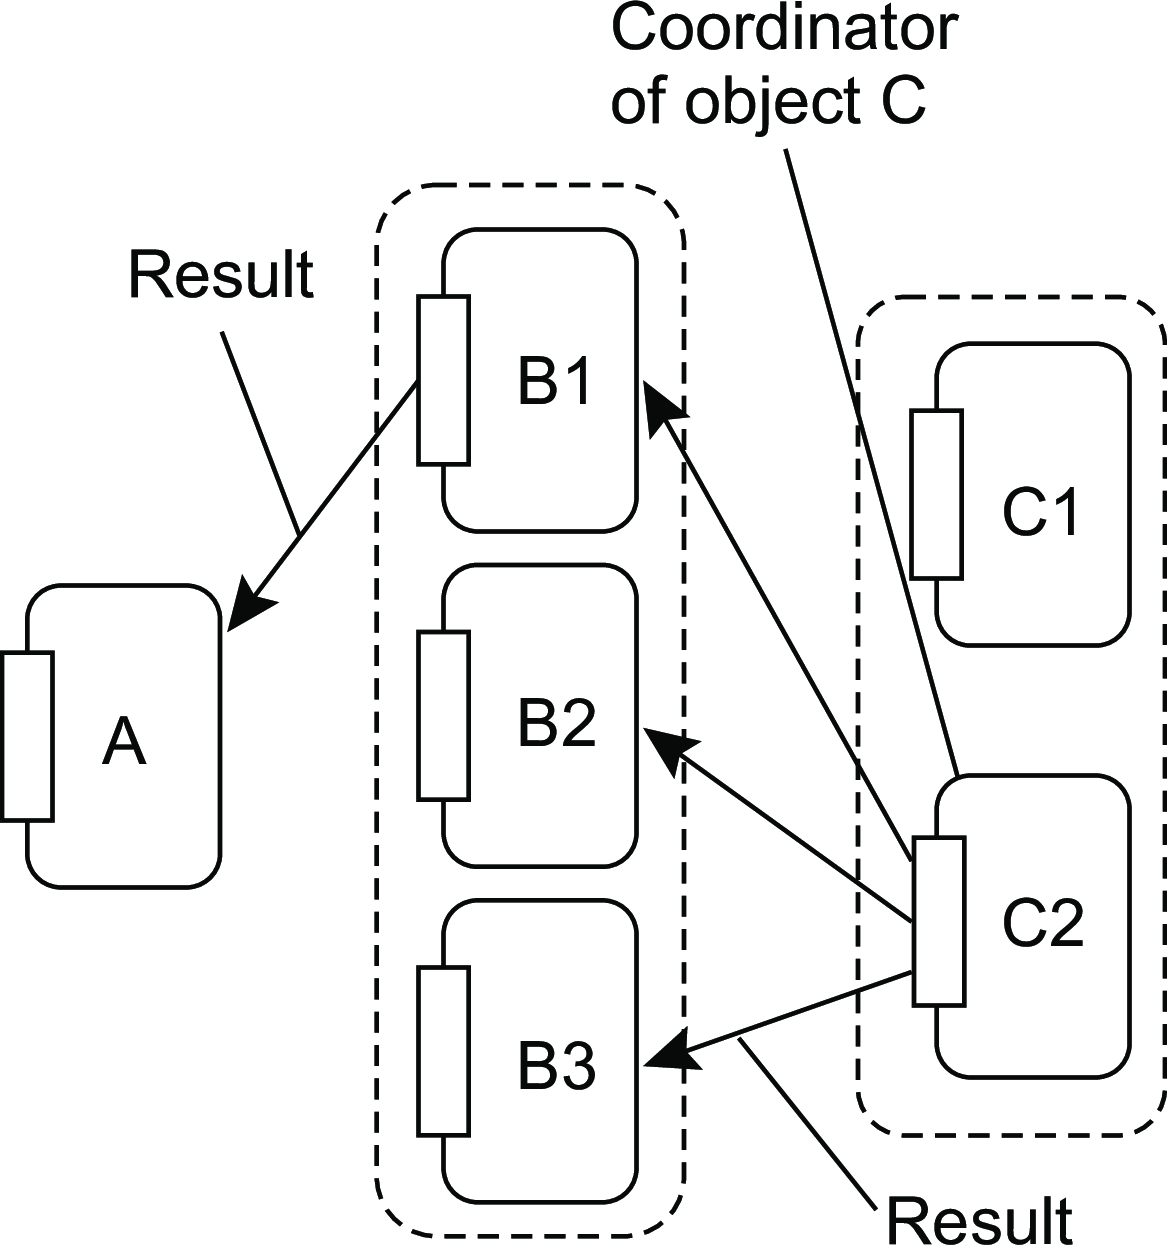 Coordinator
of object C
Result
B1
C1
A
B2
C2
B3
Result